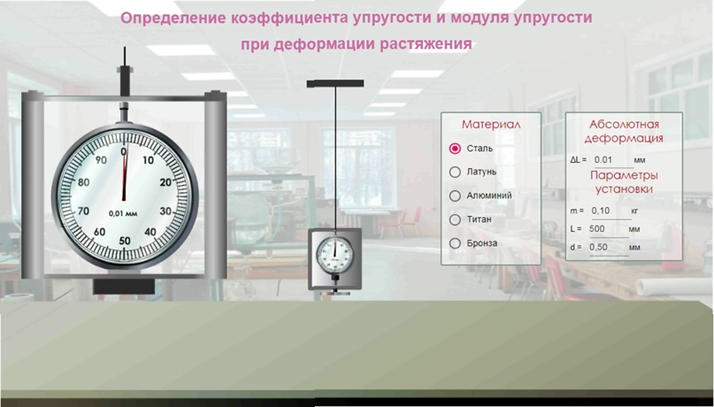 Определение коэффициента упругости и модуля упругости
при деформации растяжения
0
90 10
80 20
70 30
0,01 мм
60 40
50
Материал
Сталь
Латунь
Алюминий
Титан
Бронза
Абсолютная
деформация
ΔL = 0.01 мм
Параметры
установки
m = 0,10 кг
L = 500 мм
d = 0,50 мм